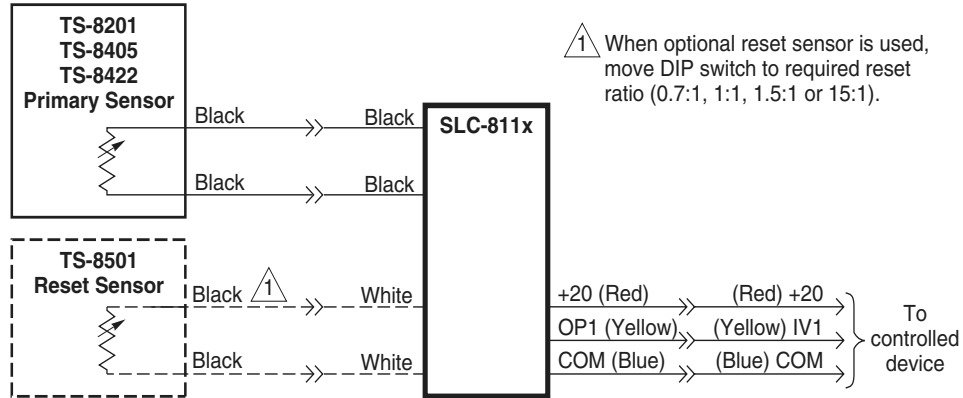 TS-8201
TS-8405
TS-8422
Primary Sensor
Black
Black
Black
Black
SLC-811x
1 When optional reset sensor is used,
move DIP switch to required reset
ratio (0.7:1, 1:1, 1.5:1 or 15:1).
TS-8501
Reset Sensor
Black
1
White
Black
White
+20 (Red)
(Red) +20
OP1 (Yellow)
(Yellow) IV1
COM (Blue)
(Blue) COM
To
controlled
device